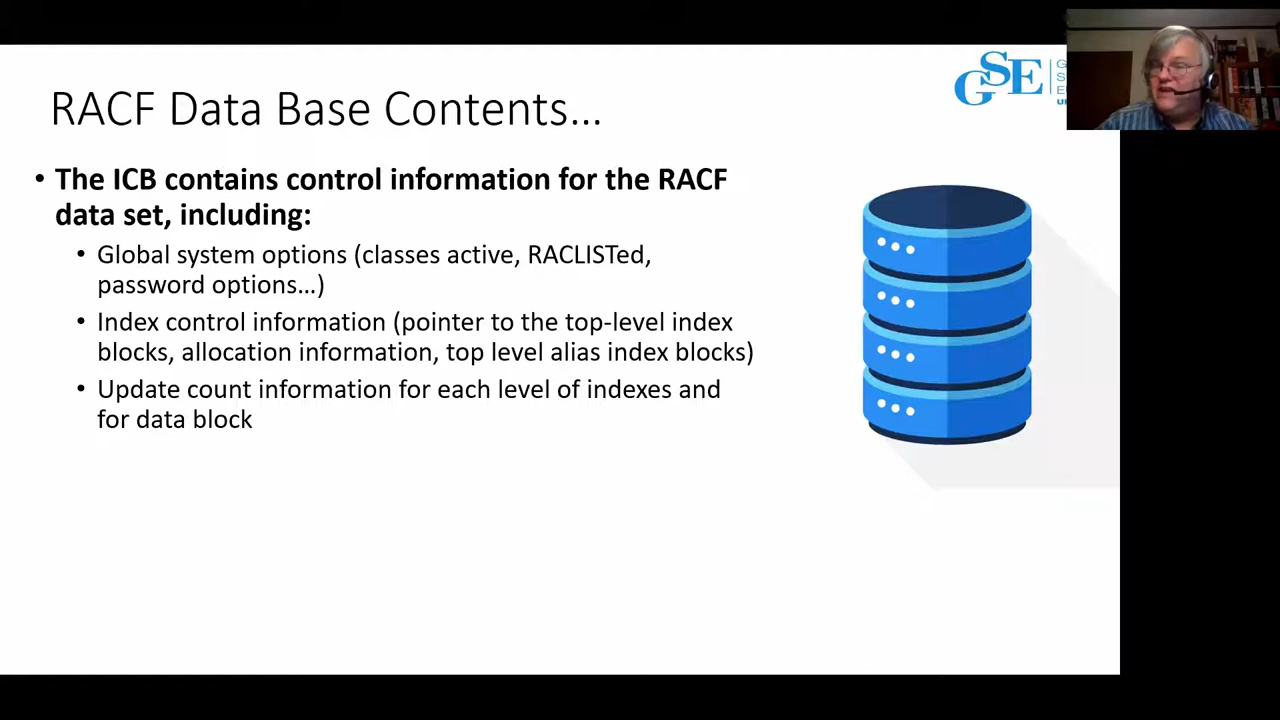 GSE
RACF Data Base Contents…
• The ICB contains control information for the RACF
data set, including:
• Global system options (classes active, RACLISTed,
password options…)
• Index control information (pointer to the top-level index
blocks, allocation information, top level alias index blocks)
• Update count information for each level of indexes and
for data block